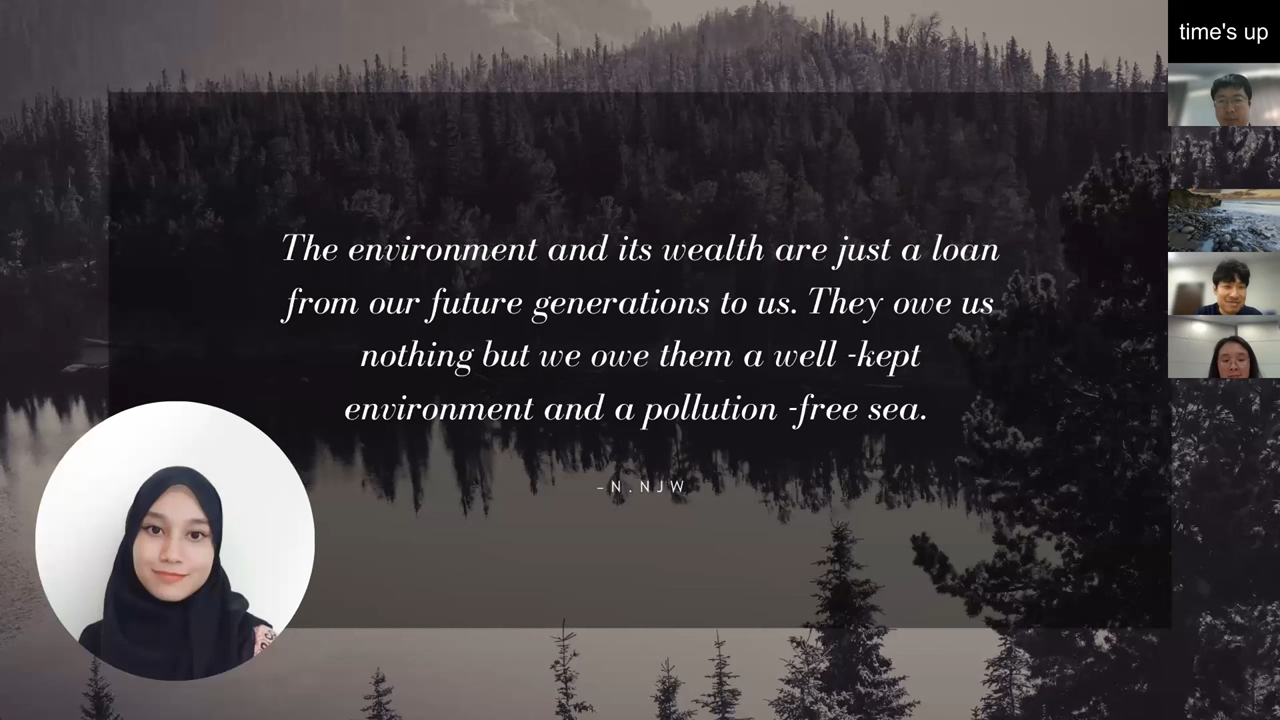 The environment and its wealth are just a loan
from our future generations to us. They owe us
nothing but we owe them a well -kept
environment and a pollution -free sea.
–N.NJW
time's up